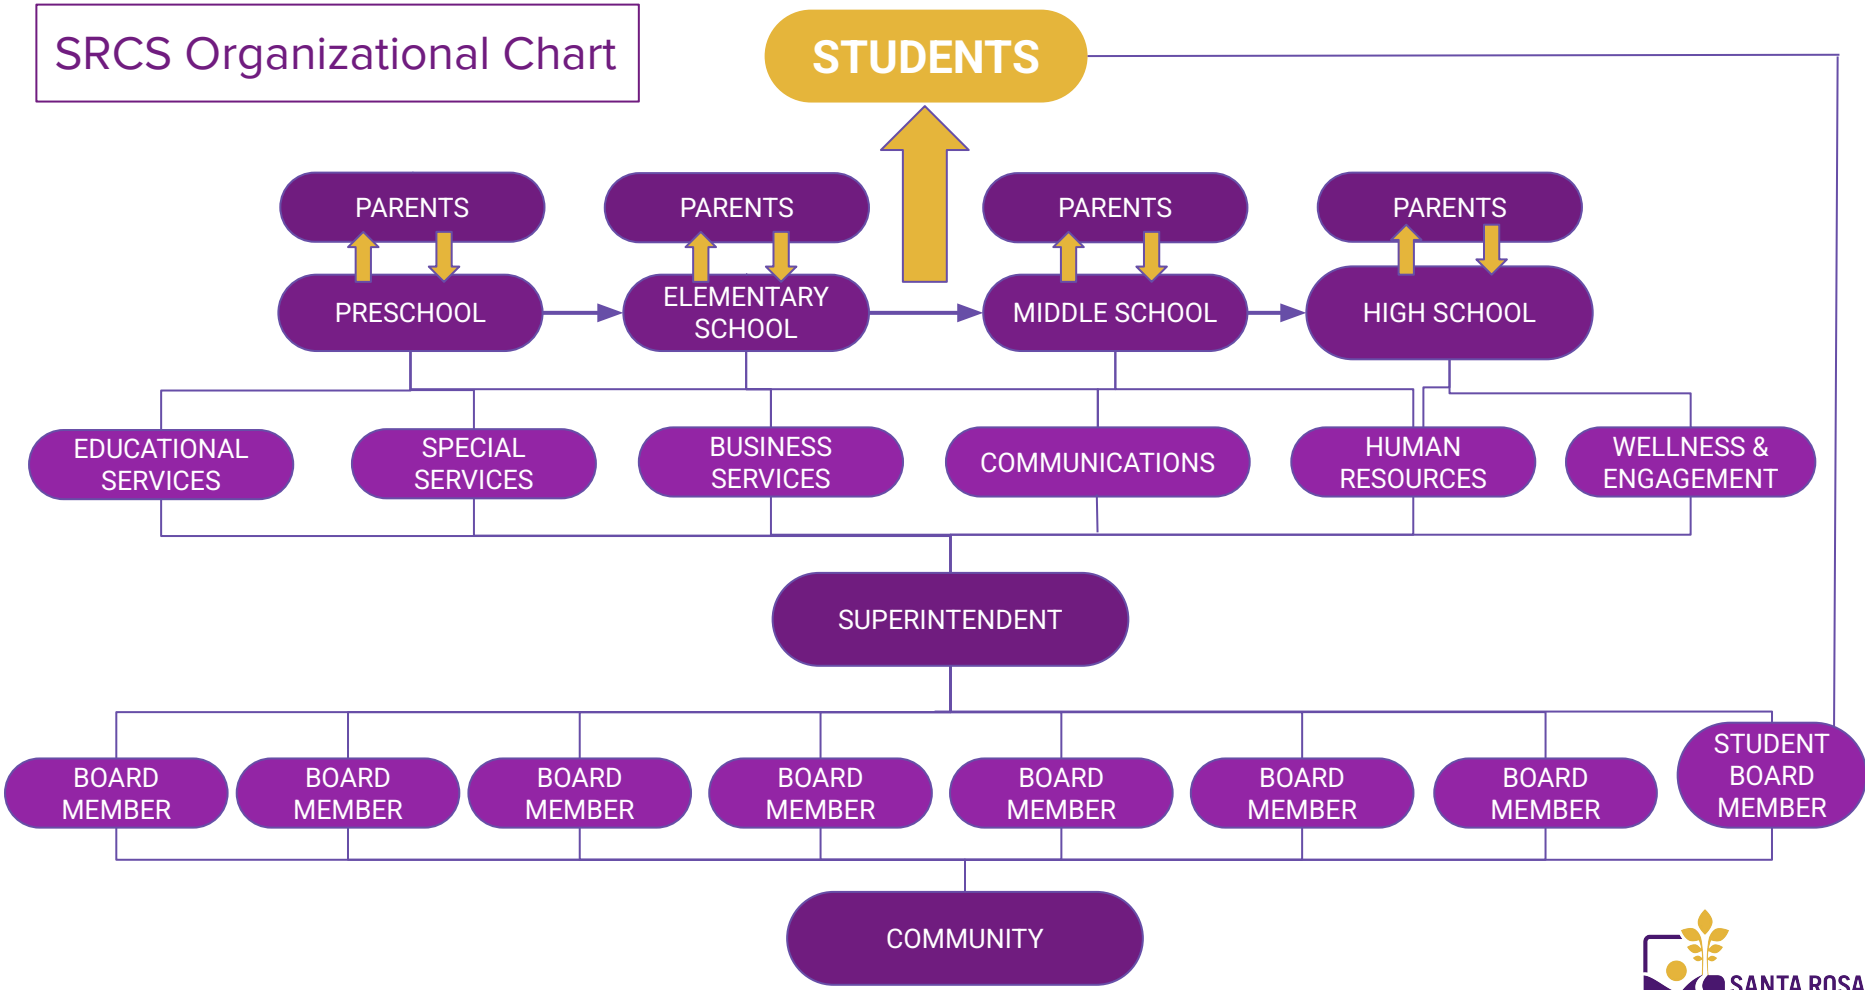 SRCS Organizational Chart
STUDENTS
PARENTS
PARENTS
PARENTS
PARENTS
PRESCHOOL
ELEMENTARY
SCHOOL
MIDDLE SCHOOL
HIGH SCHOOL
EDUCATIONAL
SERVICES
SPECIAL
SERVICES
BUSINESS
SERVICES
COMMUNICATIONS
HUMAN
RESOURCES
WELLNESS &
ENGAGEMENT
SUPERINTENDENT
BOARD
MEMBER
BOARD
MEMBER
BOARD
MEMBER
BOARD
MEMBER
BOARD
MEMBER
BOARD
MEMBER
BOARD
MEMBER
STUDENT
BOARD
MEMBER
COMMUNITY
SANTA ROSA